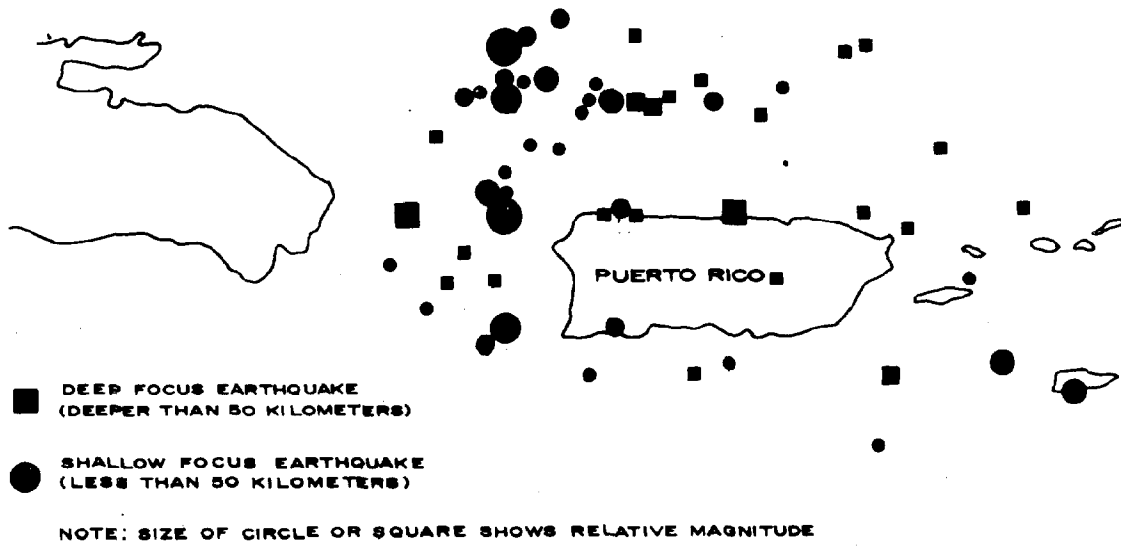 PUERTO RICO
DEEP FOCUS EARTHQUAKE
(DEEPER THAN 50 KILOMETERS)
SHALLOW FOCUS EARTHQUAKE
(LESS THAN 50 KILOMETERS)
NOTE: SIZE OF CIRCLE OR SQUARE SHOWS RELATIVE MAGNITUDE